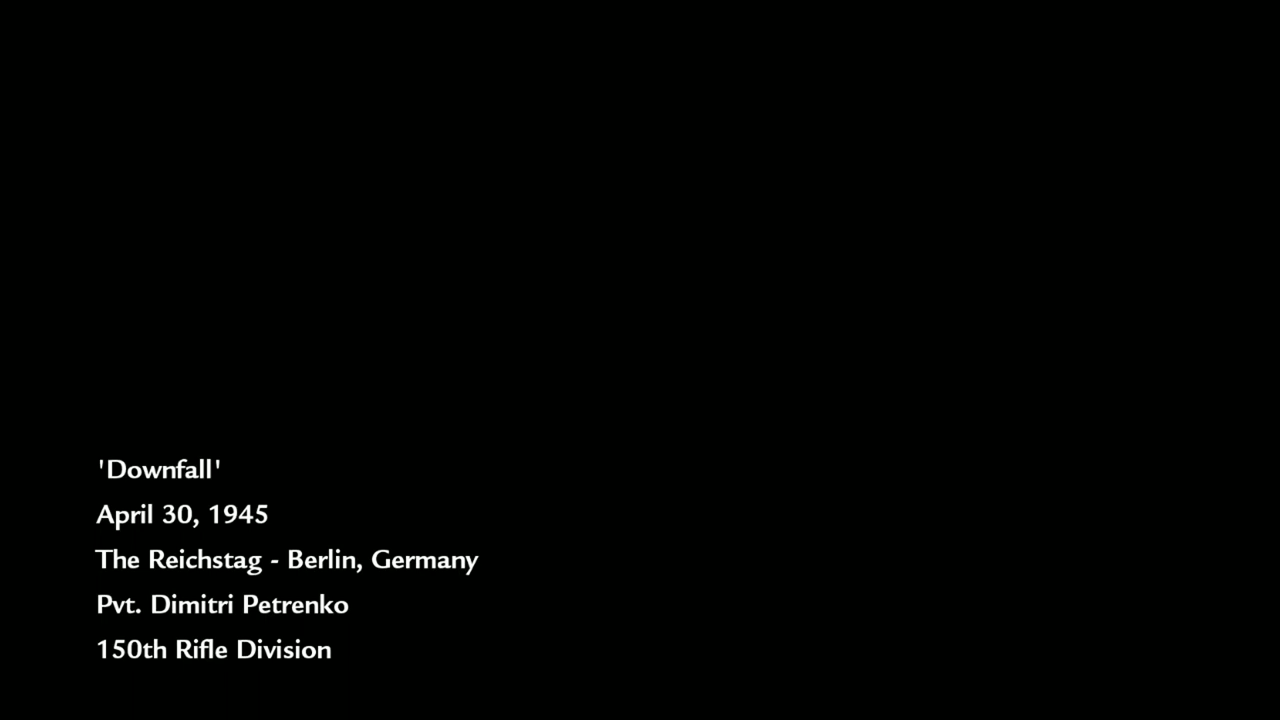 'Downfall'
April 30, 1945
The Reichstag - Berlin, Germany
Pvt. Dimitri Petrenko
150th Rifle Division